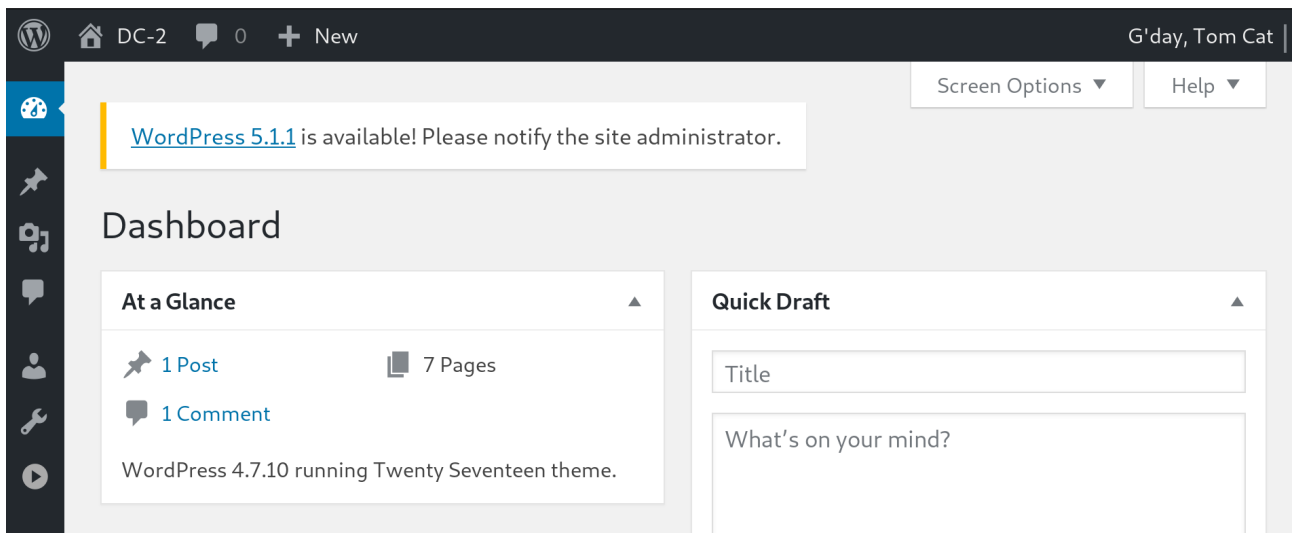 DC-2 0 New G'day, Tom Cat
Screen Options Help
WordPress 5.1.1 is available! Please notify the site administrator.
Dashboard
At a Glance
Quick Draft
1 Post 7 Pages
Title
1 Comment
What's on your mind?
WordPress 4.7.10 running Twenty Seventeen theme.